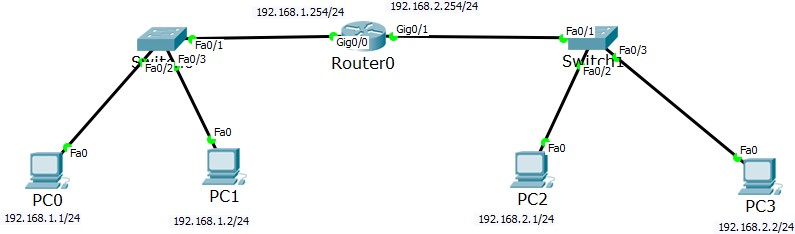 192.168.1.254/24
192.168.2.254/24
Fa0/1
Gig0/0
Gig0/1
Fa0/1
Router0
Switch1
Fa0/2
Fa0/3
Fa0/2
Fa0/3
Fa0
Fa0
Fa0
Fa0
PC0
PC1
PC2
PC3
192.168.1.1/24
192.168.1.2/24
192.168.2.1/24
192.168.2.2/24